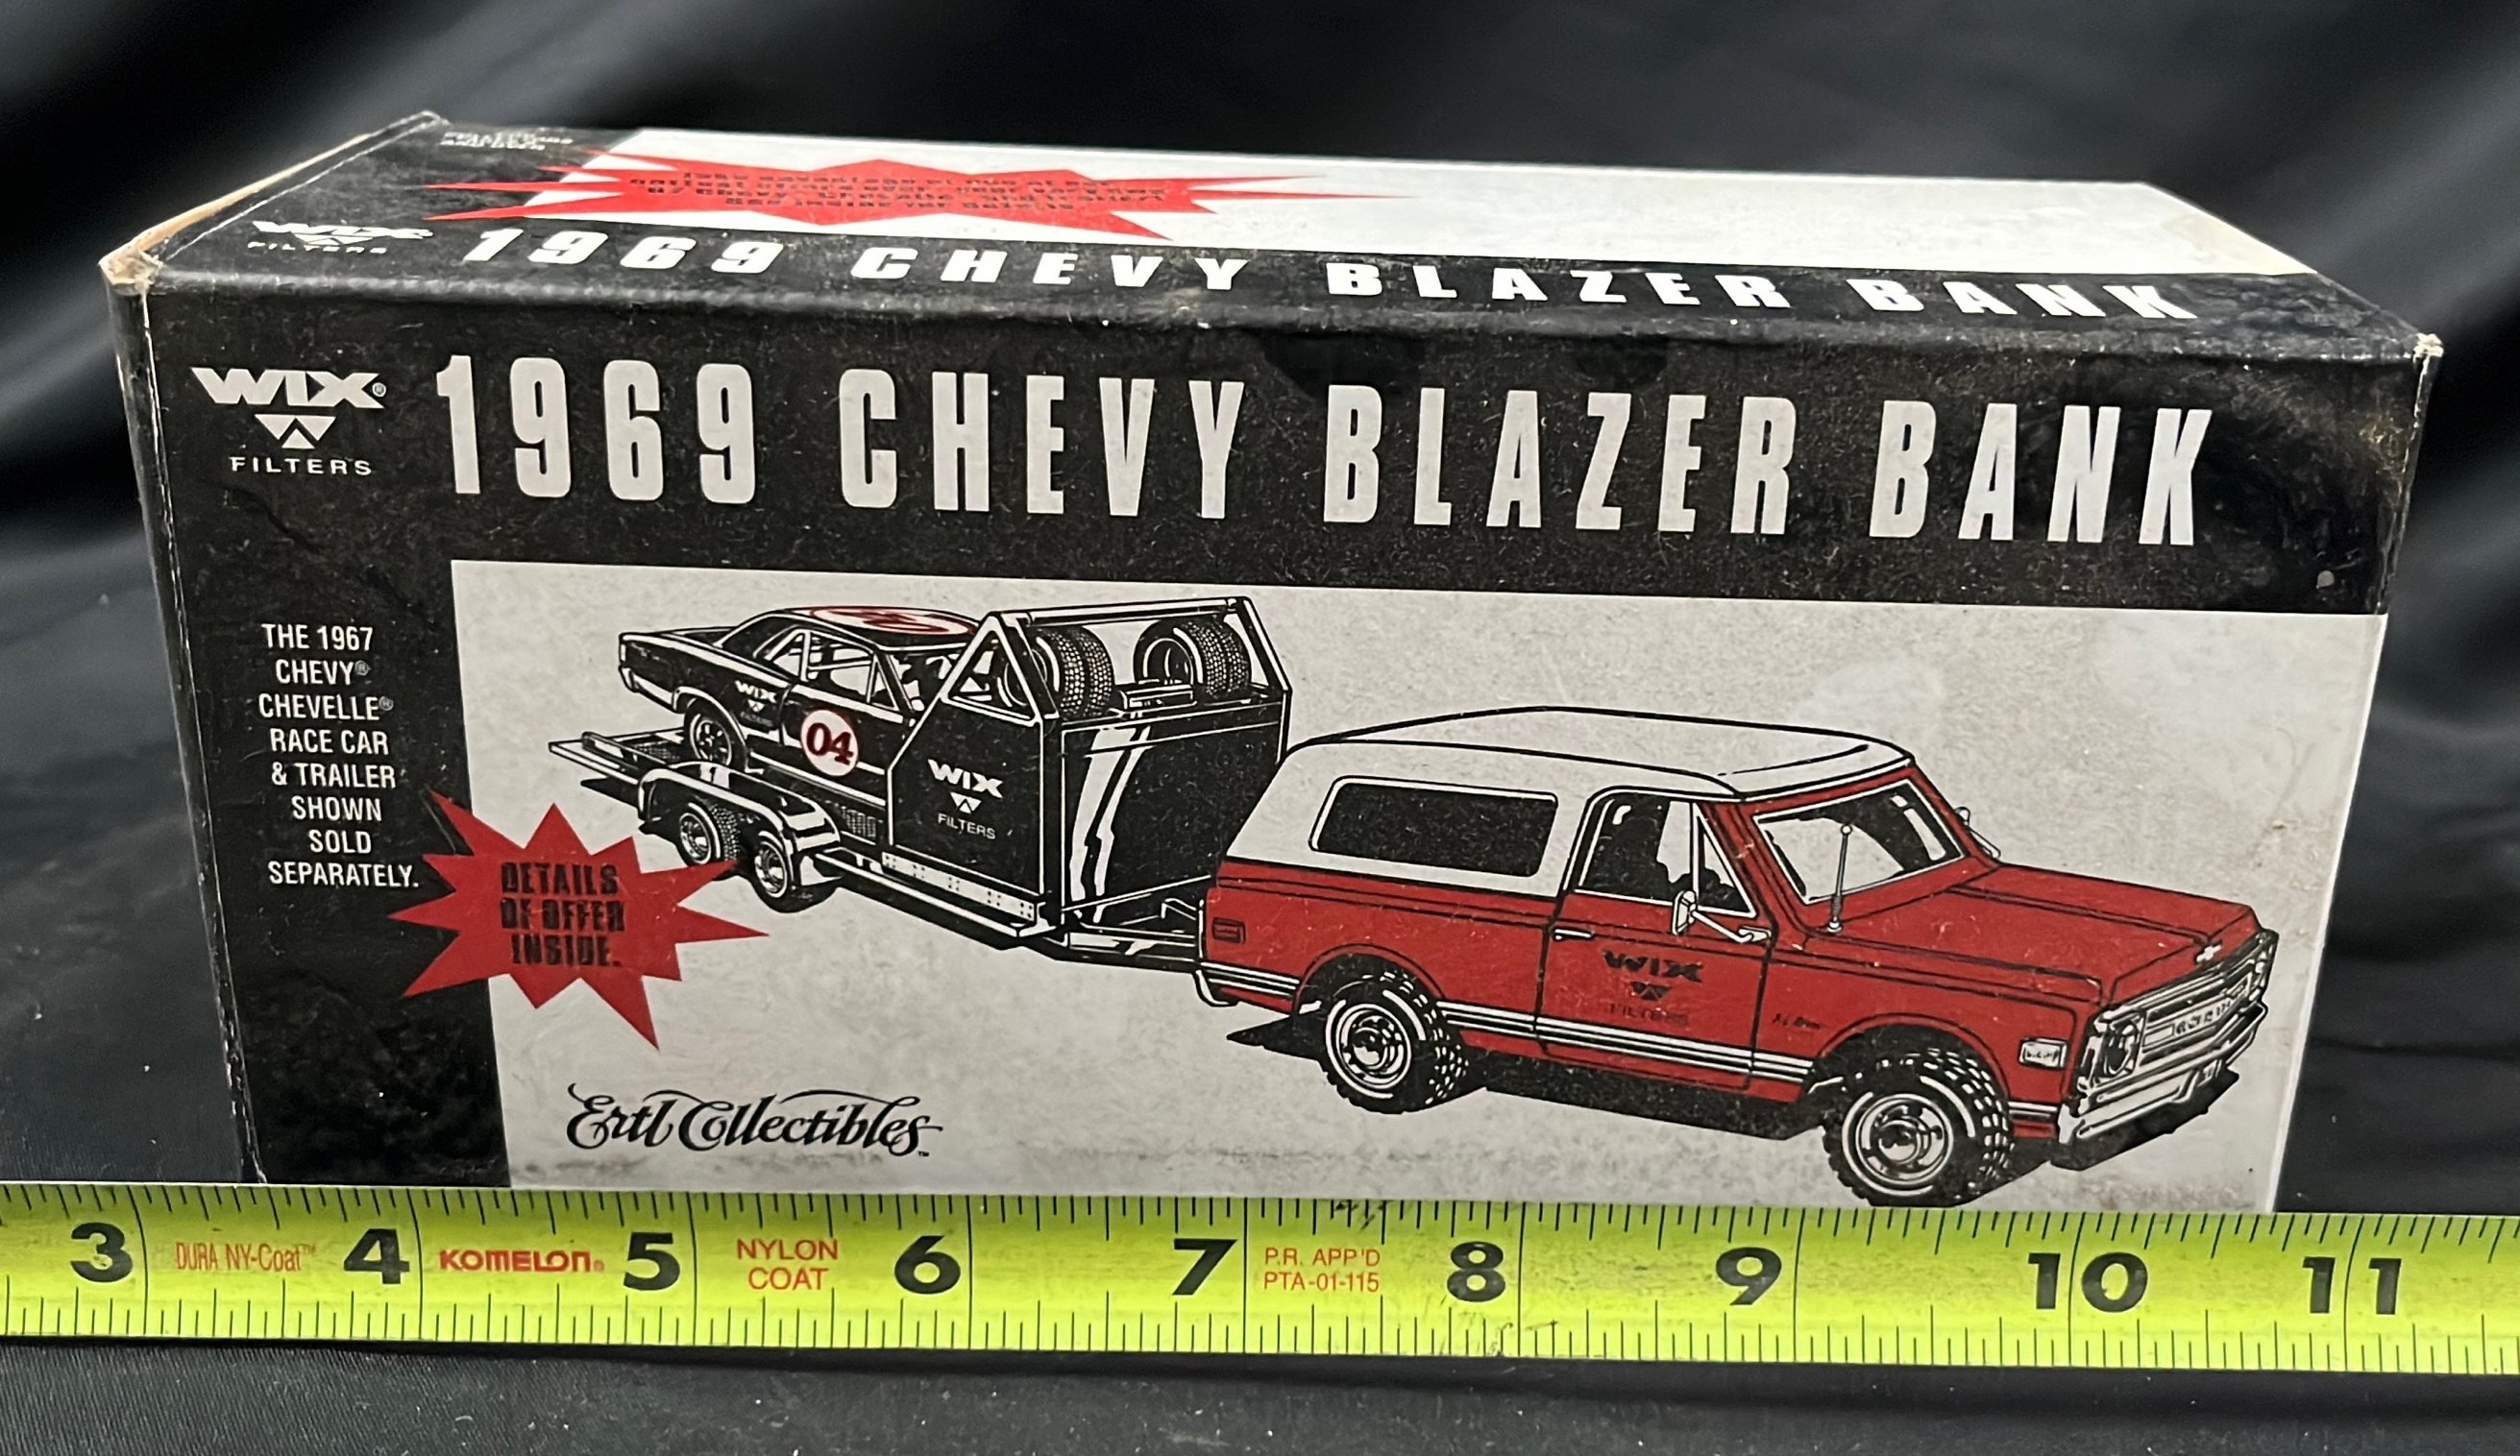 WIX
FILTERS
1969 CHEVY BLAZER BANK
WIX®
FILTERS
1969 CHEVY BLAZER BANK
THE 1967
CHEVY®
CHEVELLE®
RACE CAR
& TRAILER
SHOWN
SOLD
SEPARATELY.
DETAILS
OF OFFER
INSIDE.
WIX
FILTERS
04
WIX
FILTERS
WIX
FILTERS
Ertl Collectibles™
3 DURA NY-Coat™ 4 KOMELON® 5 NYLON COAT 6 7 P.R. APP'D PTA-01-115 8 9 10 11